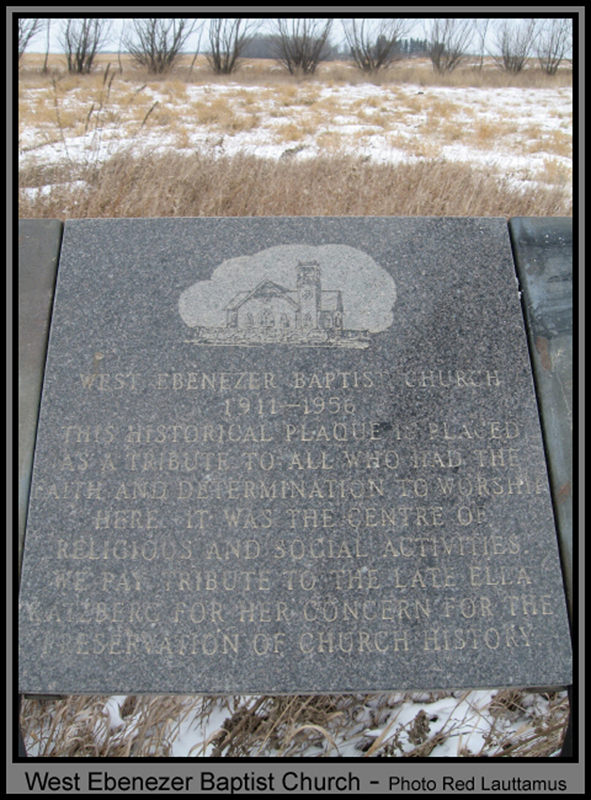 WEST EBENEZER BAPTIST CHURCH
1911-1956
THIS HISTORICAL PLAQUE IS PLACED
AS A TRIBUTE TO ALL WHO HAD THE
FAITH AND DETERMINATION TO WORSHIP
HERE. IT WAS THE CENTRE OF
RELIGIOUS AND SOCIAL ACTIVITIES.
WE PAY TRIBUTE TO THE LATE ELLA
FOR HER CONCERN FOR THE
PRESERVATION OF CHURCH HISTORY.
West Ebenezer Baptist Church - Photo Red Lauttamus